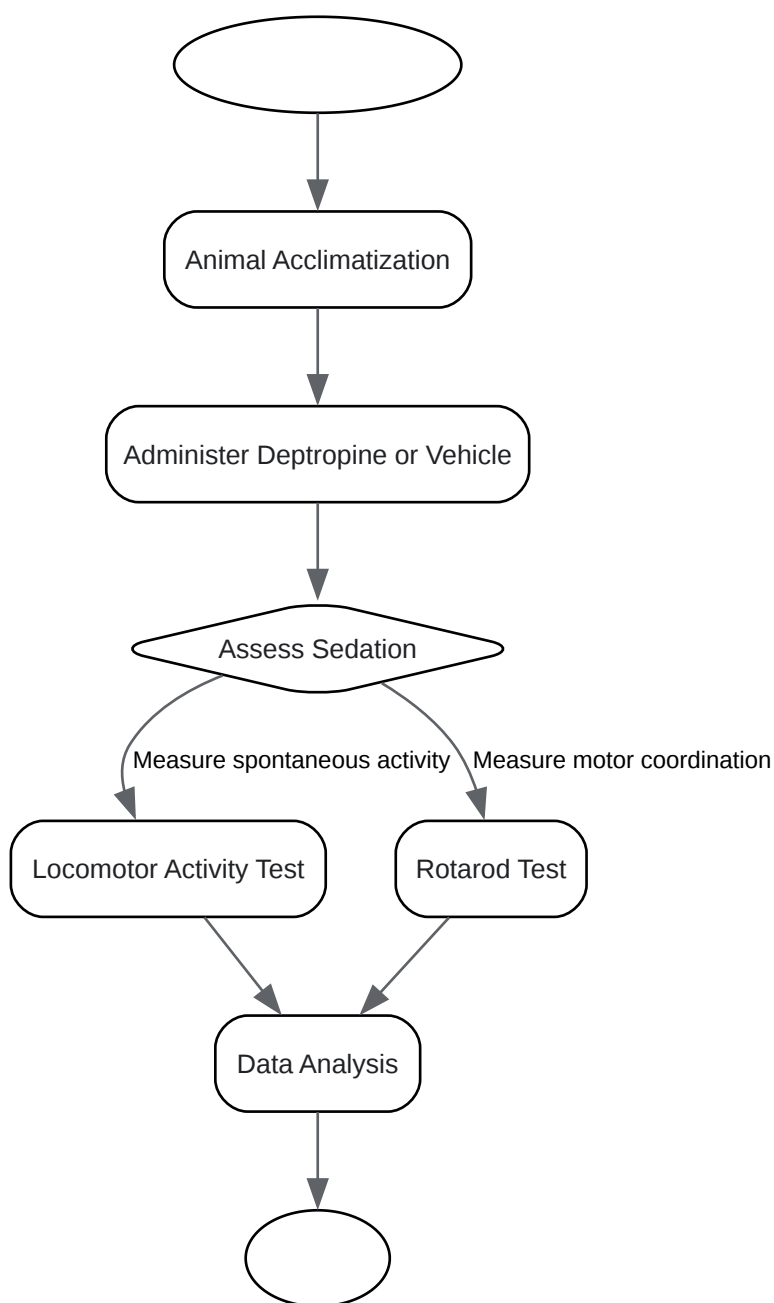 Animal Acclimatization
Administer Deptropine or Vehicle
Assess Sedation
Measure spontaneous activity
Measure motor coordination
Locomotor Activity Test
Rotarod Test
Data Analysis